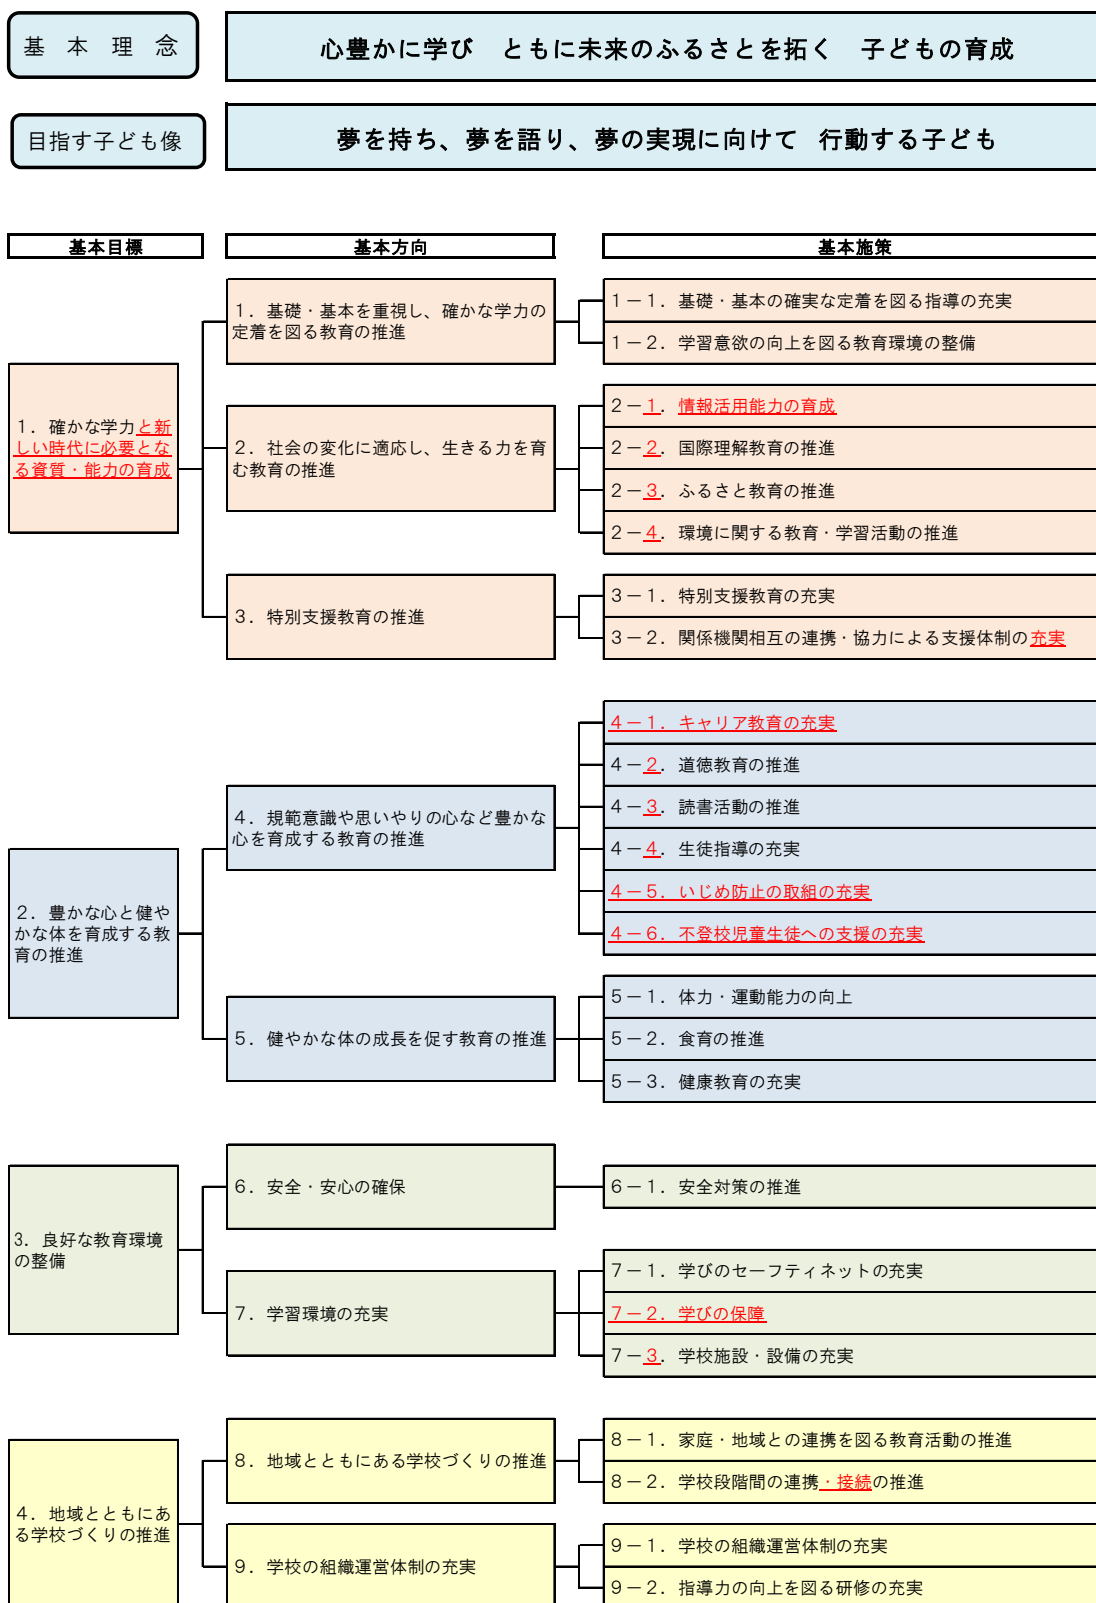 基 本 理 念
心豊かに学び ともに未来のふるさとを拓く 子どもの育成
目指す子ども像
夢を持ち、夢を語り、夢の実現に向けて 行動する子ども
基本目標
基本方向
基本施策
1．確かな学力と新
しい時代に必要とな
る資質・能力の育成
1．基礎・基本を重視し、確かな学力の
定着を図る教育の推進
1－1．基礎・基本の確実な定着を図る指導の充実
1－2．学習意欲の向上を図る教育環境の整備
2．社会の変化に適応し、生きる力を育
む教育の推進
2－1．情報活用能力の育成
2－2．国際理解教育の推進
2－3．ふるさと教育の推進
2－4．環境に関する教育・学習活動の推進
3．特別支援教育の推進
3－1．特別支援教育の充実
3－2．関係機関相互の連携・協力による支援体制の充実
2．豊かな心と健や
かな体を育成する教
育の推進
4．規範意識や思いやりの心など豊かな
心を育成する教育の推進
4－1．キャリア教育の充実
4－2．道徳教育の推進
4－3．読書活動の推進
4－4．生徒指導の充実
4－5．いじめ防止の取組の充実
4－6．不登校児童生徒への支援の充実
5．健やかな体の成長を促す教育の推進
5－1．体力・運動能力の向上
5－2．食育の推進
5－3．健康教育の充実
3．良好な教育環境
の整備
6．安全・安心の確保
6－1．安全対策の推進
7．学習環境の充実
7－1．学びのセーフティネットの充実
7－2．学びの保障
7－3．学校施設・設備の充実
4．地域とともにあ
る学校づくりの推進
8．地域とともにある学校づくりの推進
8－1．家庭・地域との連携を図る教育活動の推進
8－2．学校段階間の連携・接続の推進
9．学校の組織運営体制の充実
9－1．学校の組織運営体制の充実
9－2．指導力の向上を図る研修の充実